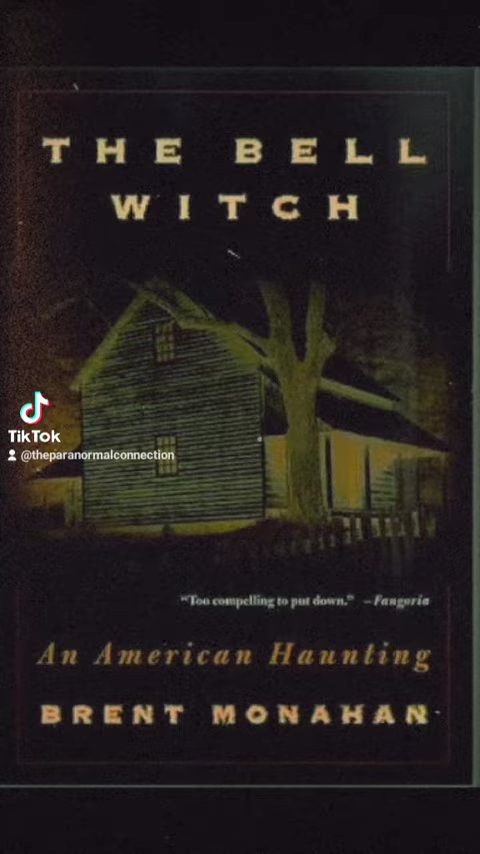 THE BELL
WITCH
TikTok
@theparanormalconnection
"Too compelling to put down." –Fangoria
An American Haunting
BRENT MONAHAN